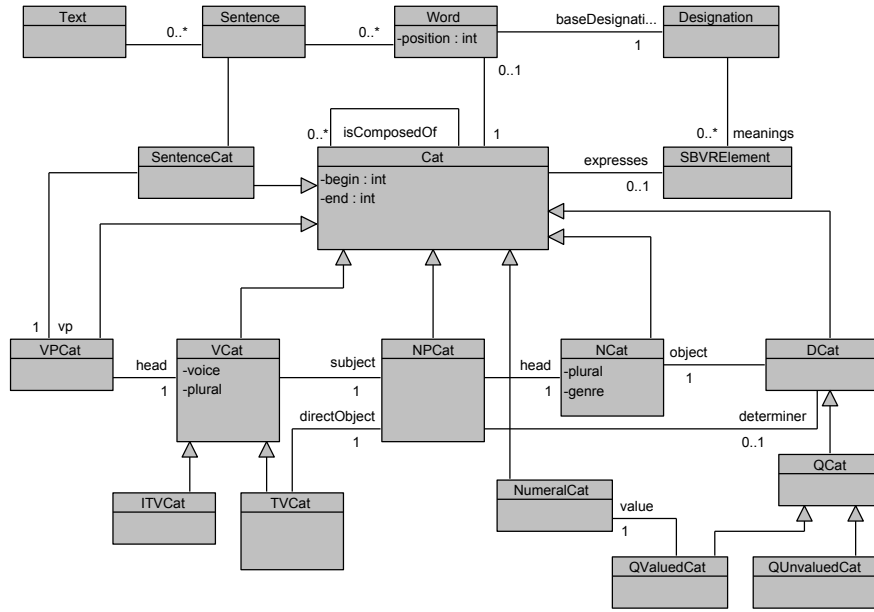 Text
Sentence
Word
Designation
0..*
0..*
-position : int
baseDesignati...
1
0..1
0..*
isComposedOf
1
0..*
meanings
SentenceCat
Cat
expresses
SBVRElement
-begin : int
0..1
-end : int
1
vp
VPCat
VCat
NPCat
NCat
DCat
head
-voice
subject
head
-plural
object
1
-plural
1
1
-genre
1
directObject
determiner
1
0..1
QCat
ITVCat
TVCat
NumeralCat
value
1
QValuedCat
QUnvaluedCat